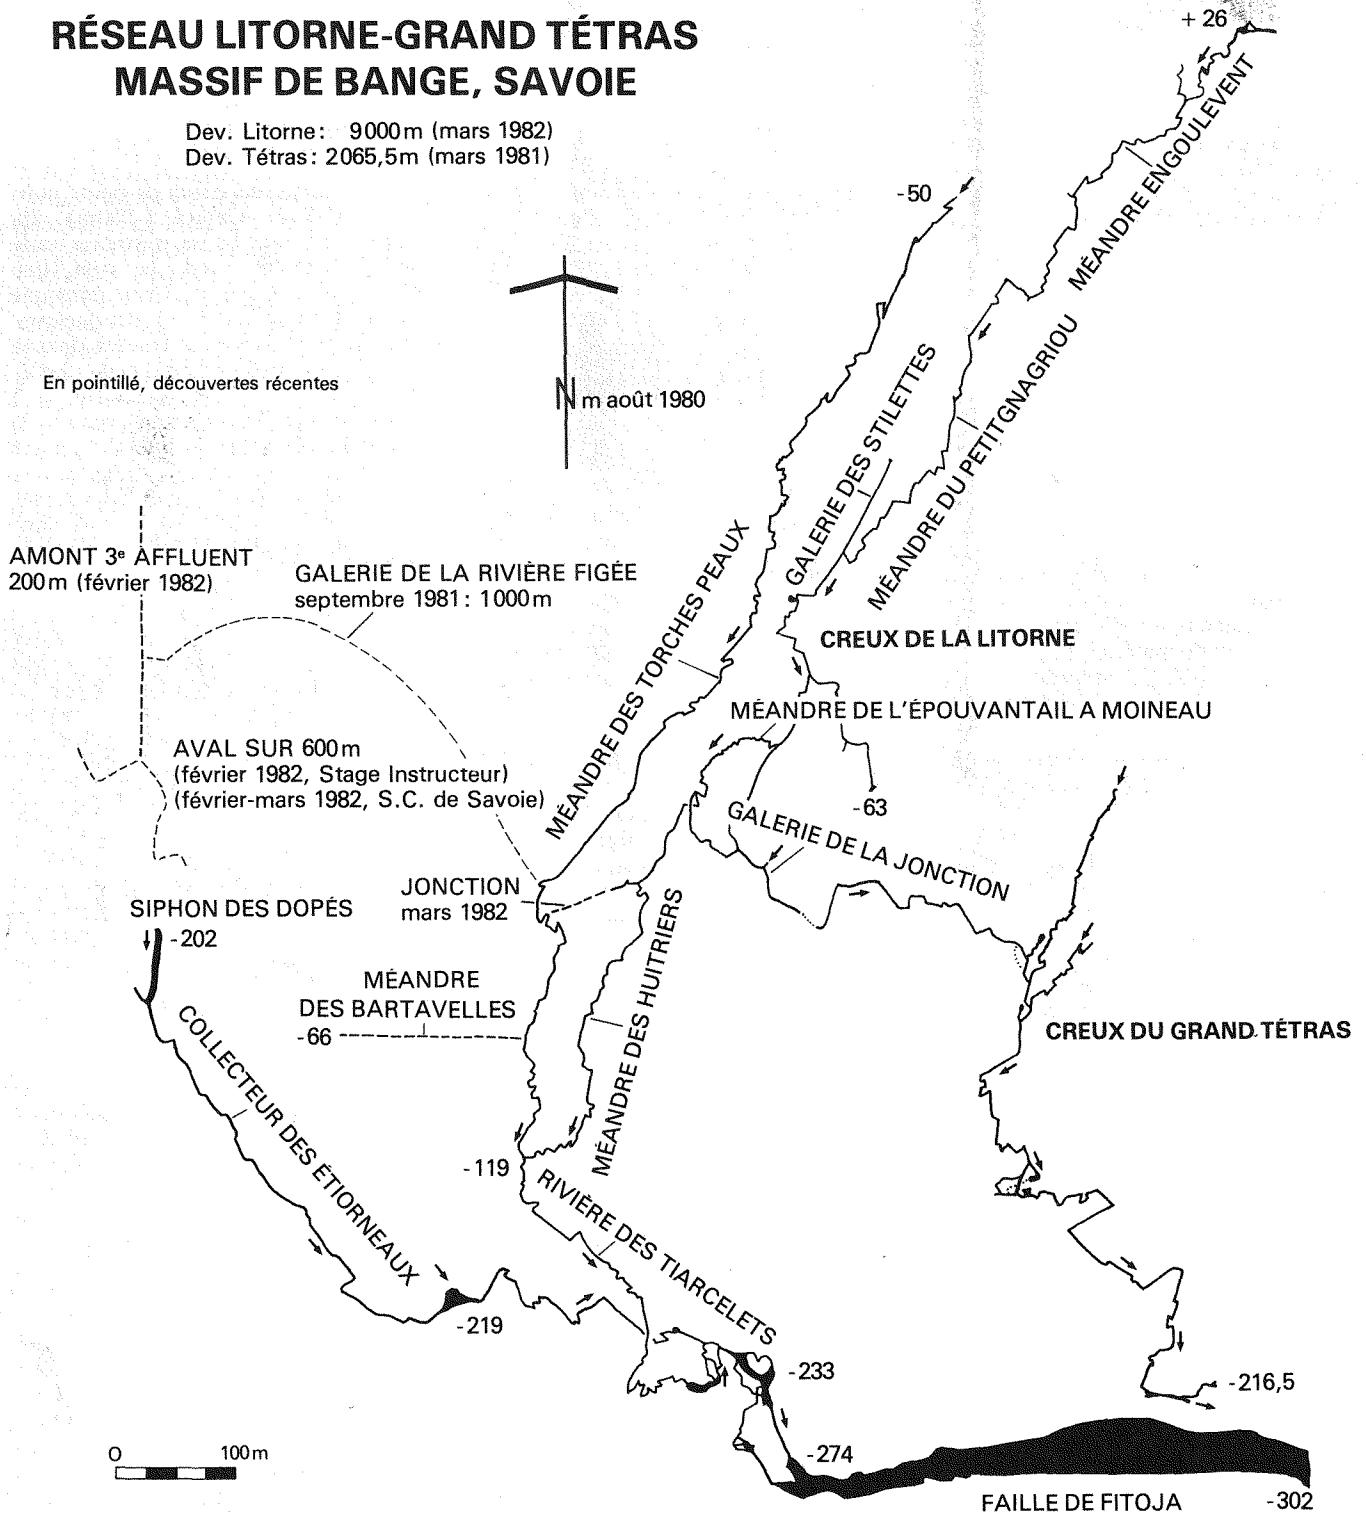 RÉSEAU LITORNE-GRAND TÉTRAS
MASSIF DE BANGE, SAVOIE
Dev. Litorne: 9000m (mars 1982)
Dev. Tétras: 2065,5m (mars 1981)
+ 26
MÉANDRE ENGOULEVENT
-50
N m août 1980
En pointillé, découvertes récentes
MÉANDRE DU PETITGNAGRIOU
GALERIE DES STILETTES
AMONT 3e AFFLUENT
200m (février 1982)
GALERIE DE LA RIVIÈRE FIGÉE
septembre 1981: 1000m
MÉANDRE DES TORCHES PEAUX
CREUX DE LA LITORNE
MÉANDRE DE L'ÉPOUVANTAIL A MOINEAU
AVAL SUR 600m
(février 1982, Stage Instructeur)
(février-mars 1982, S.C. de Savoie)
-63
GALERIE DE LA JONCTION
JONCTION
mars 1982
SIPHON DES DOPÉS
-202
MÉANDRE
DES BARTAVELLES
-66
MÉANDRE DES HUITRIERS
CREUX DU GRAND TÉTRAS
COLLECTEUR DES ÉTIORNEAUX
-119
RIVIÈRE DES TIARCELETS
-219
-233
-216,5
0 100m
-274
FAILLE DE FITOJA
-302